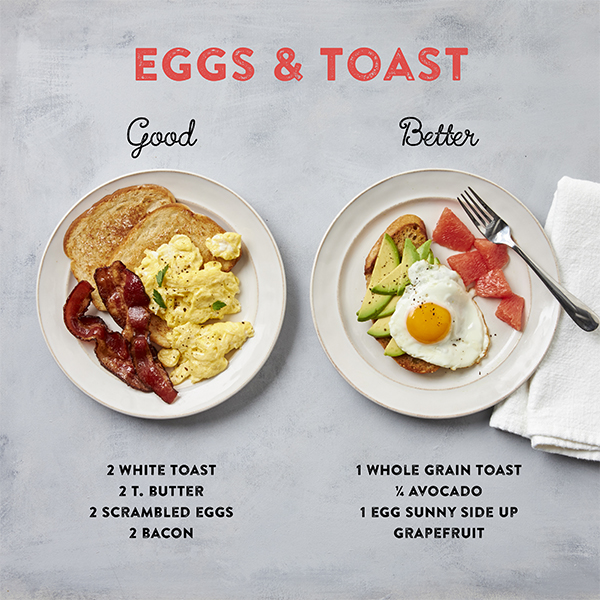 EGGS & TOAST
Good
2 WHITE TOAST
2 T. BUTTER
2 SCRAMBLED EGGS
2 BACON
Better
1 WHOLE GRAIN TOAST
¼ AVOCADO
1 EGG SUNNY SIDE UP
GRAPEFRUIT